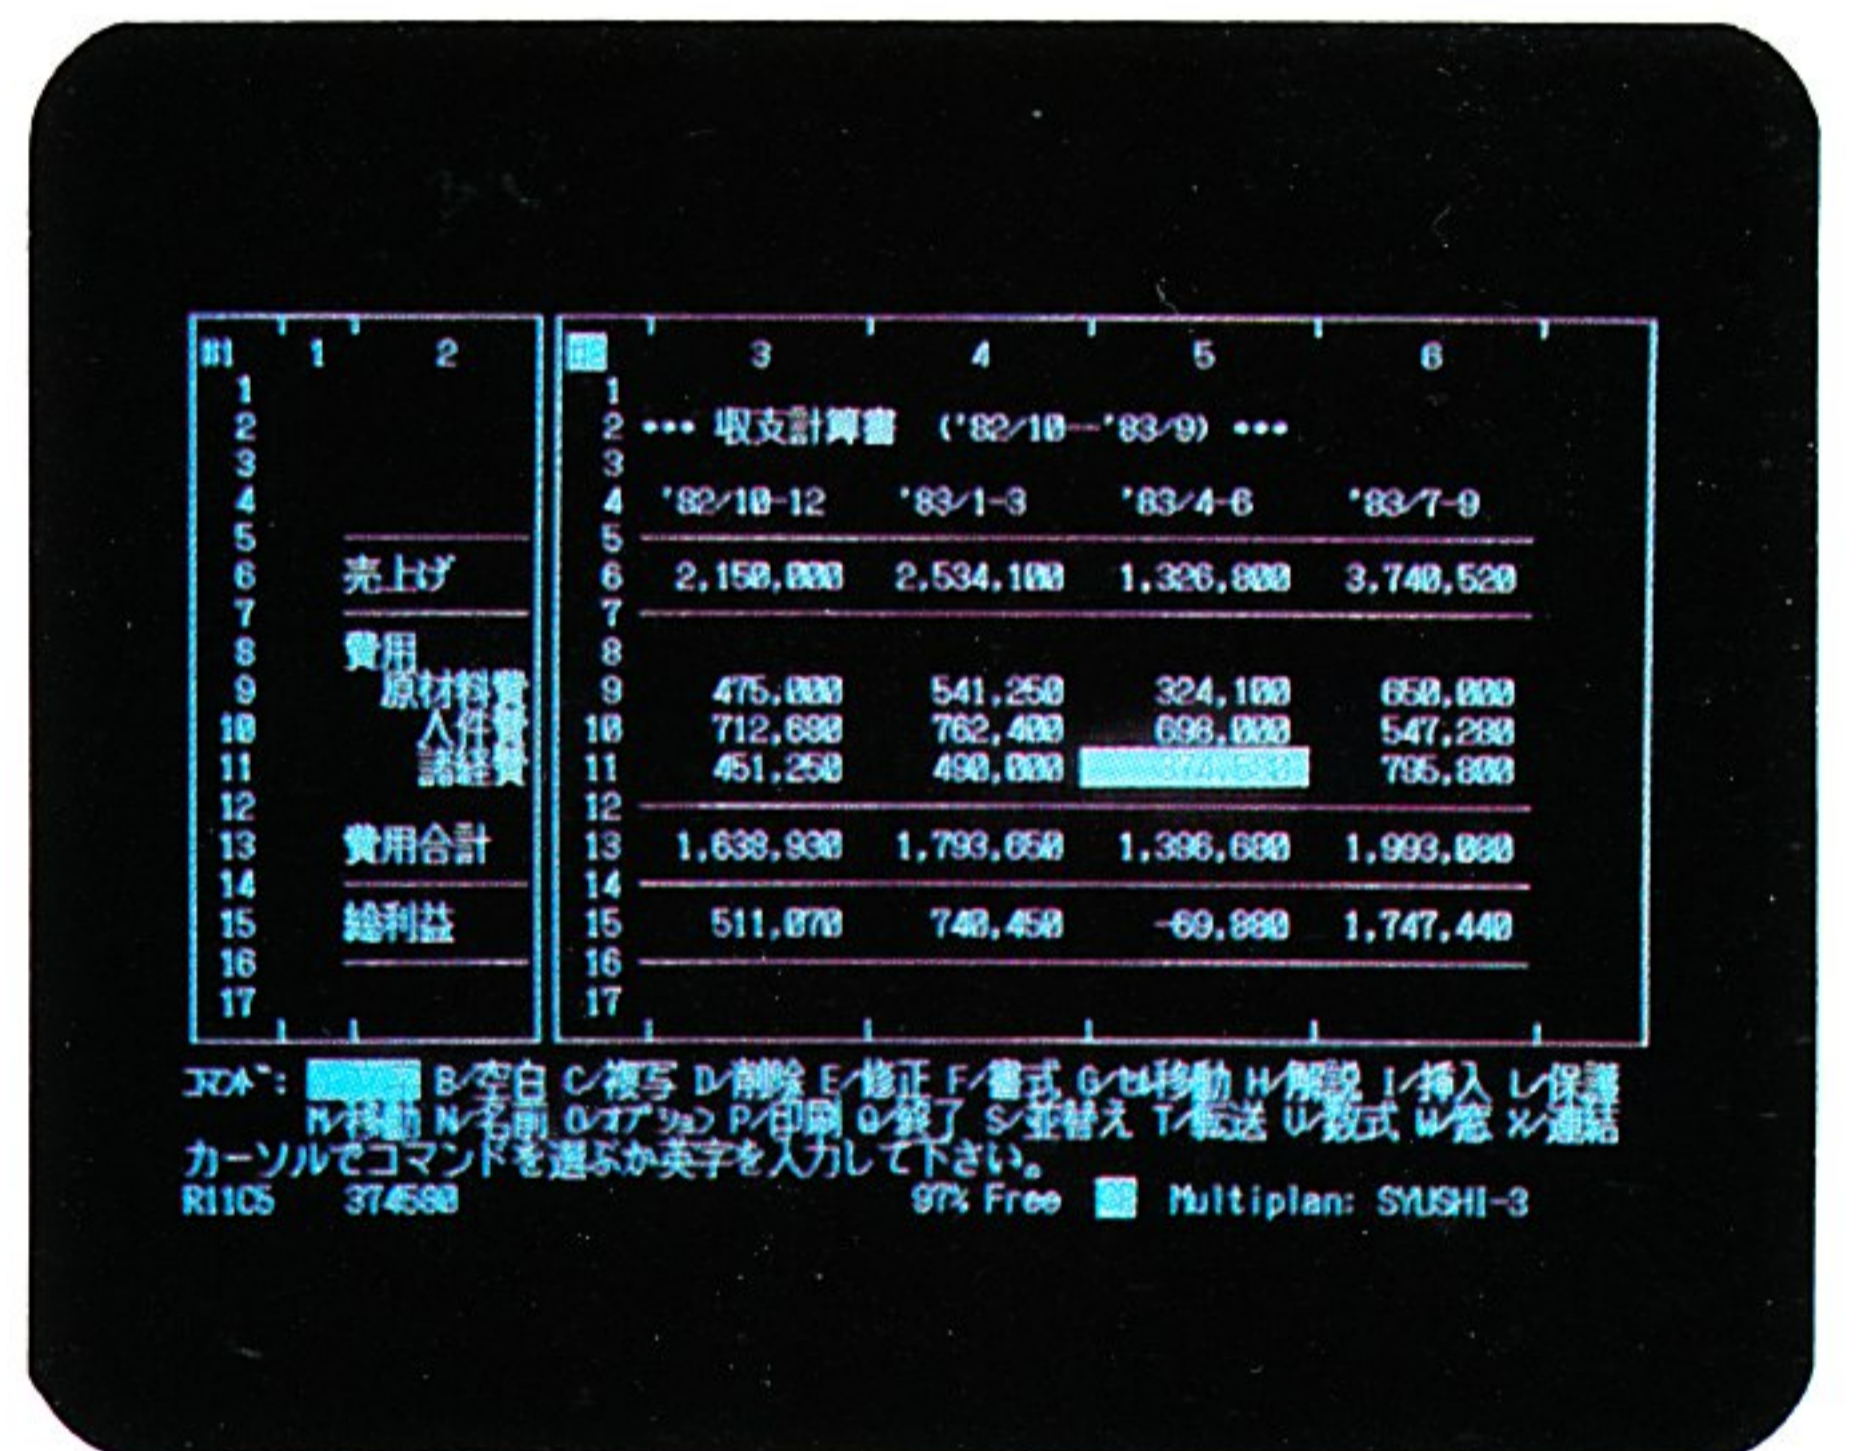 #1 1 2 #2 3 4 5 6
1 1
2 2 ••• 収支計算書 ('82/10--'83/9) •••
3 3
4 4 '82/10-12 '83/1-3 '83/4-6 '83/7-9
5 5
6 売上げ 6 2,150,000 2,534,100 1,326,800 3,740,520
7 7
8 費用 8
9 原材料費 9 475,000 541,250 324,100 650,000
10 人件費 10 712,680 762,400 698,000 547,280
11 諸経費 11 451,250 490,000 374,580 795,800
12 12
13 費用合計 13 1,638,930 1,793,650 1,396,680 1,993,080
14 14
15 総利益 15 511,070 740,450 -69,880 1,747,440
16 16
17 17
コマンド: B/空白 C/複写 D/削除 E/修正 F/書式 G/セル移動 H/解説 I/挿入 L/保護
M/移動 N/名前 O/オプション P/印刷 Q/終了 S/並替え T/転送 U/数式 W/窓 X/連結
カーソルでコマンドを選ぶか英字を入力して下さい。
R11C5 374580 97% Free Multiplan: SYUSHI-3